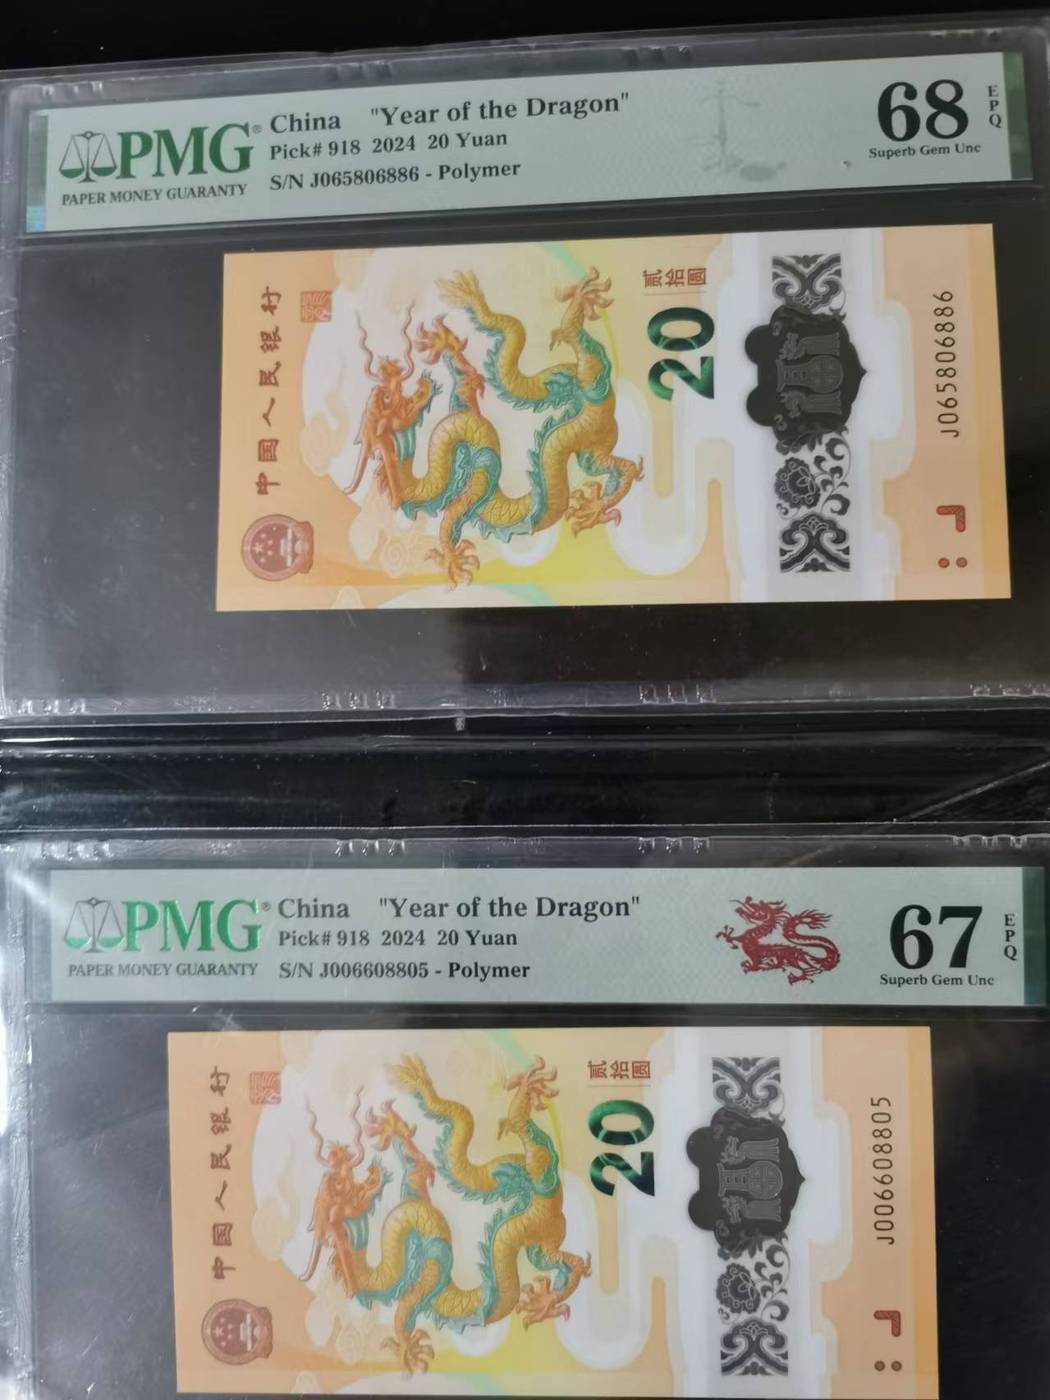 PMG®
PAPER MONEY GUARANTY
China "Year of the Dragon"
Pick# 918 2024 20 Yuan
S/N J065806886 - Polymer
68
EPQ
Superb Gem Unc
中国人民银行
贰拾圆
20
J065806886
PMG®
PAPER MONEY GUARANTY
China "Year of the Dragon"
Pick# 918 2024 20 Yuan
S/N J006608805 - Polymer
67
EPQ
Superb Gem Unc
中国人民银行
贰拾圆
20
J006608805